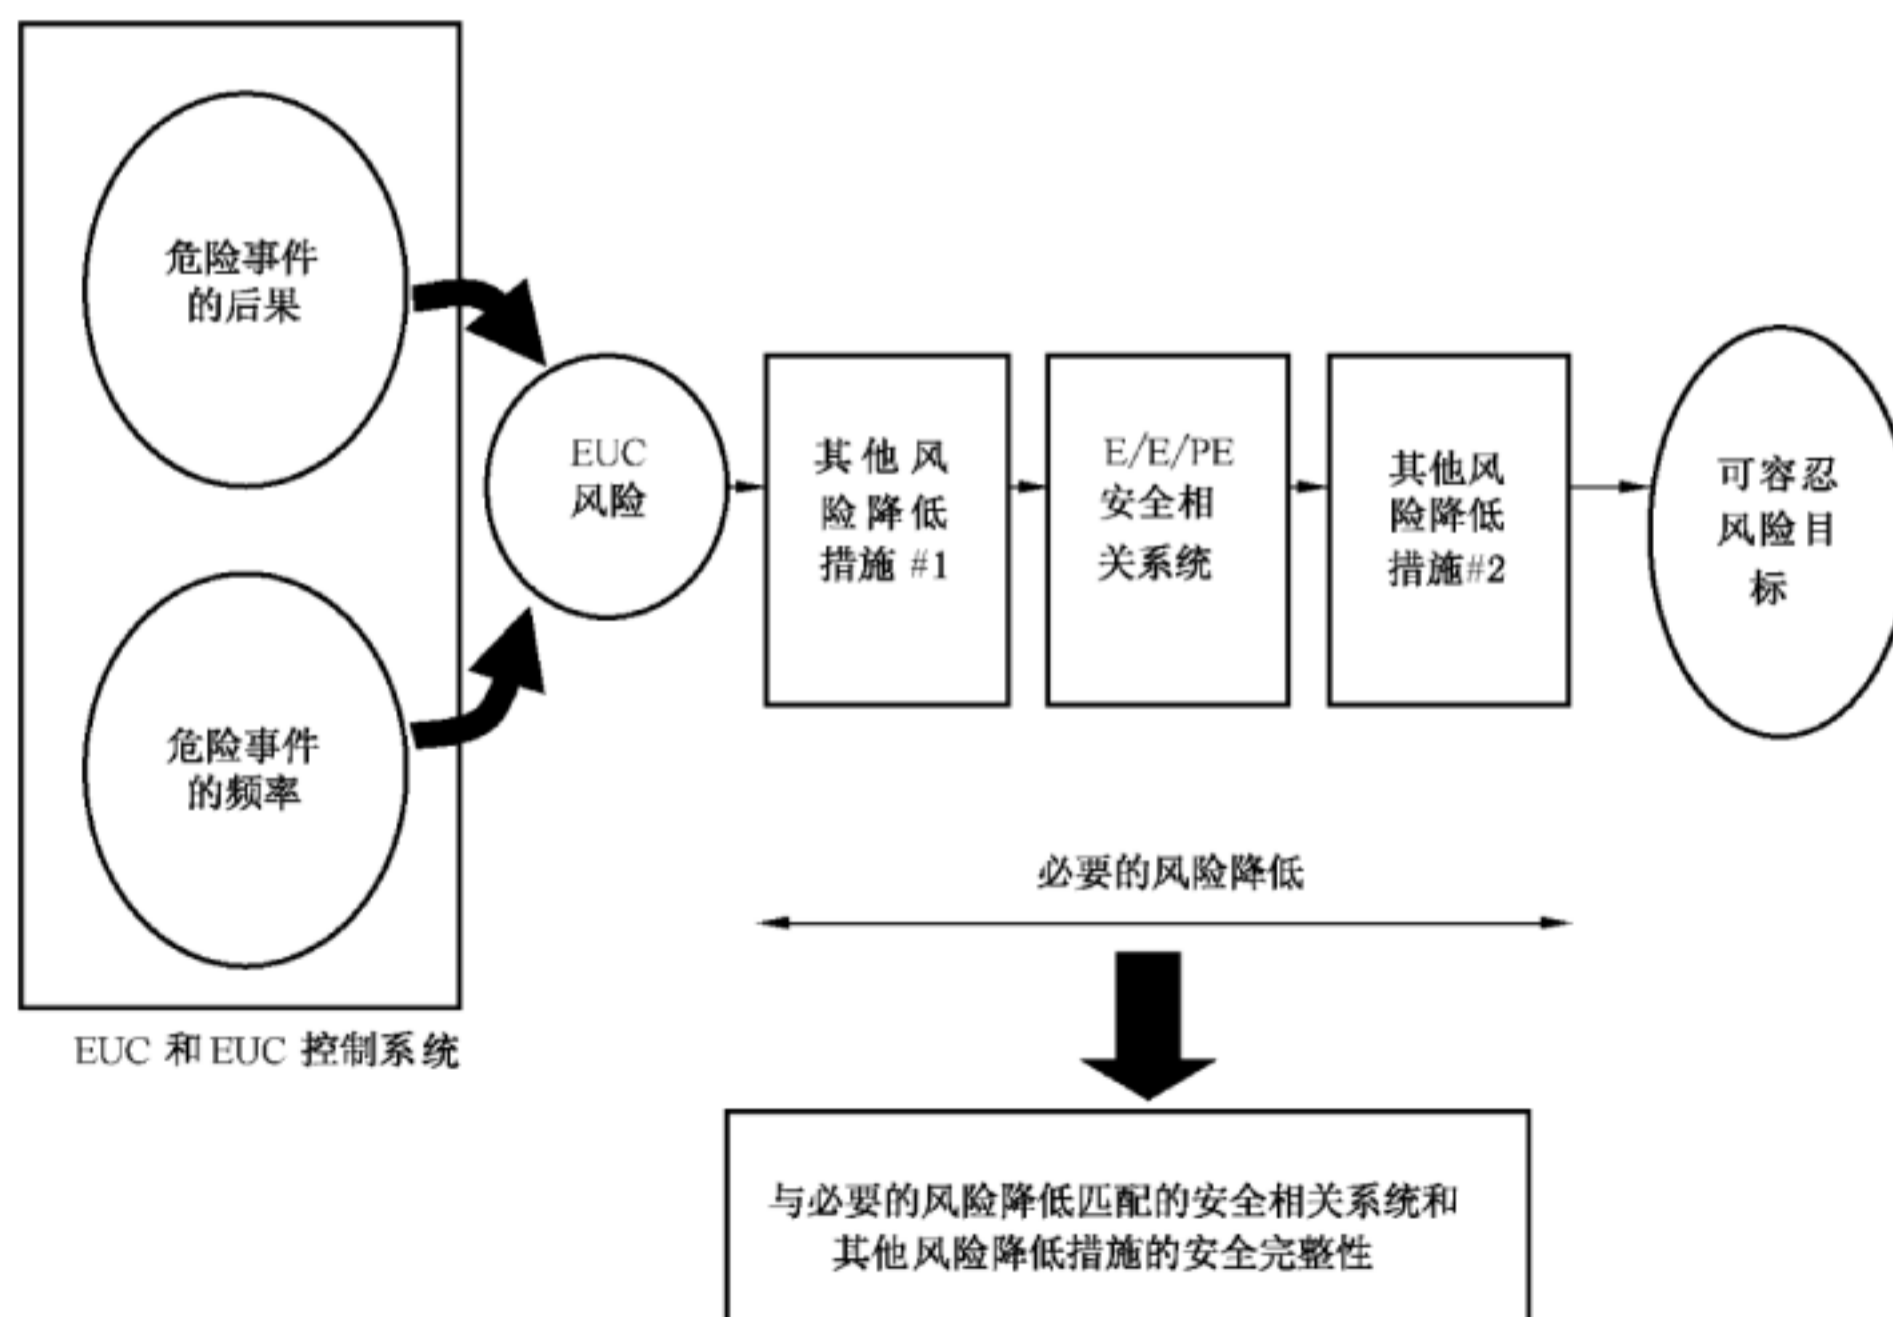 危险事件
的后果
EUC
风险
其他风
险降低
措施 #1
E/E/PE
安全相
关系统
其他风
险降低
措施#2
可容忍
风险目
标
危险事件
的频率
必要的风险降低
EUC 和 EUC 控制系统
与必要的风险降低匹配的安全相关系统和
其他风险降低措施的安全完整性